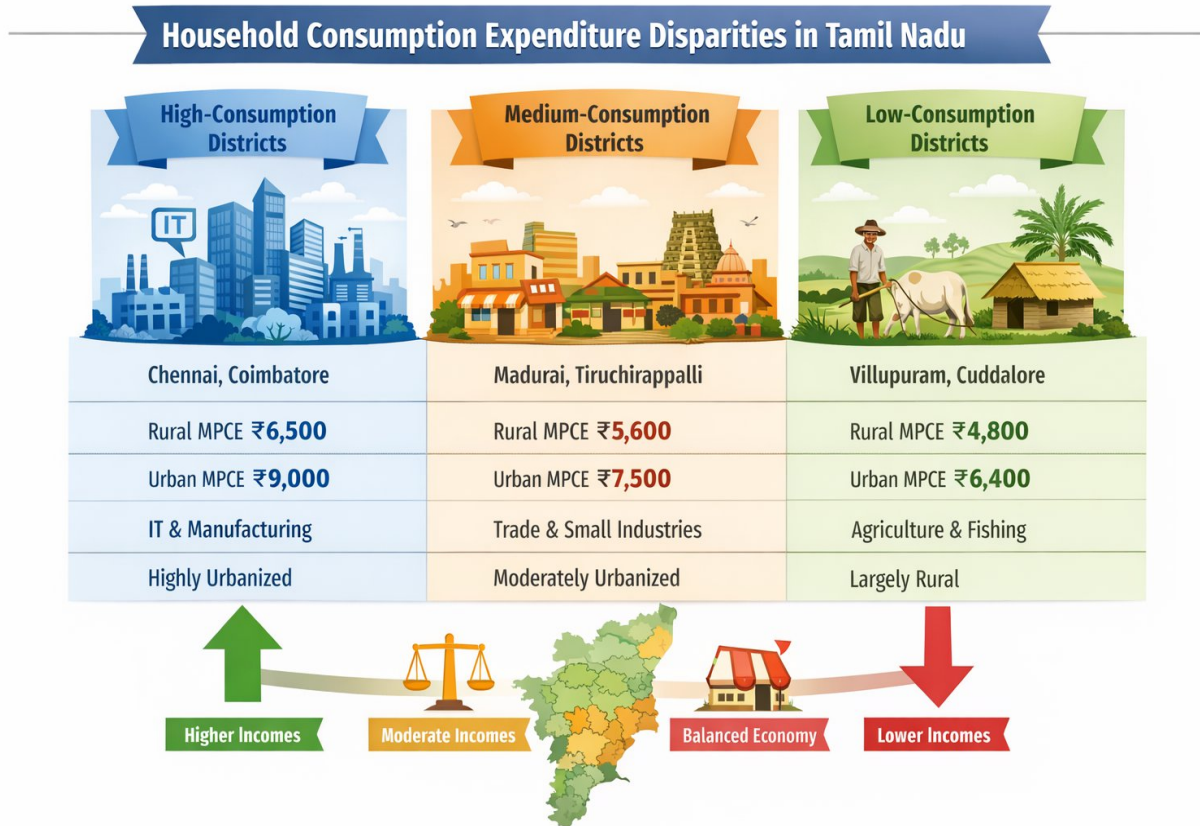 Household Consumption Expenditure Disparities in Tamil Nadu
High-Consumption
Districts
IT
Chennai, Coimbatore
Rural MPCE ₹6,500
Urban MPCE ₹9,000
IT & Manufacturing
Highly Urbanized
Medium-Consumption
Districts
Madurai, Tiruchirappalli
Rural MPCE ₹5,600
Urban MPCE ₹7,500
Trade & Small Industries
Moderately Urbanized
Low-Consumption
Districts
Villupuram, Cuddalore
Rural MPCE ₹4,800
Urban MPCE ₹6,400
Agriculture & Fishing
Largely Rural
Higher Incomes
Moderate Incomes
Balanced Economy
Lower Incomes